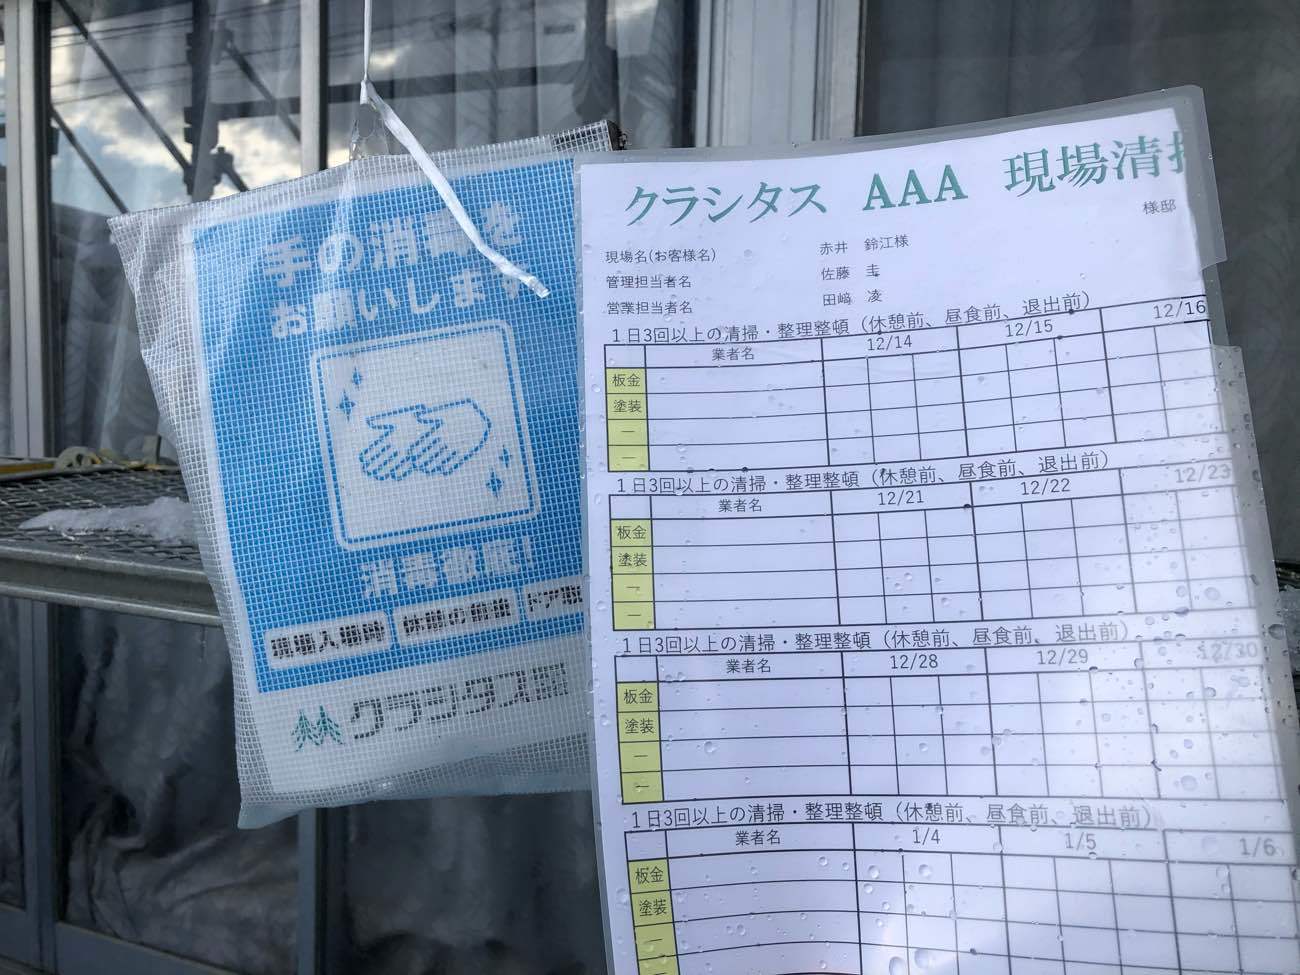 手の消毒を
お願いします
消毒徹底!
現場入場時 休憩の前後
クラシタス
クラシタス AAA 現場清掃
様邸
現場名(お客様名) 赤井 鈴江様
管理担当者名 佐藤 圭
営業担当者名 田﨑 凌
1日3回以上の清掃・整理整頓（休憩前、昼食前、退出前）
業者名 12/14 12/15 12/16
板金
塗装
ー
ー
1日3回以上の清掃・整理整頓（休憩前、昼食前、退出前）
業者名 12/21 12/22 12/23
板金
塗装
ー
ー
1日3回以上の清掃・整理整頓（休憩前、昼食前、退出前）
業者名 12/28 12/29 12/30
板金
塗装
ー
ー
1日3回以上の清掃・整理整頓（休憩前、昼食前、退出前）
業者名 1/4 1/5 1/6
板金
塗装
ー
ー